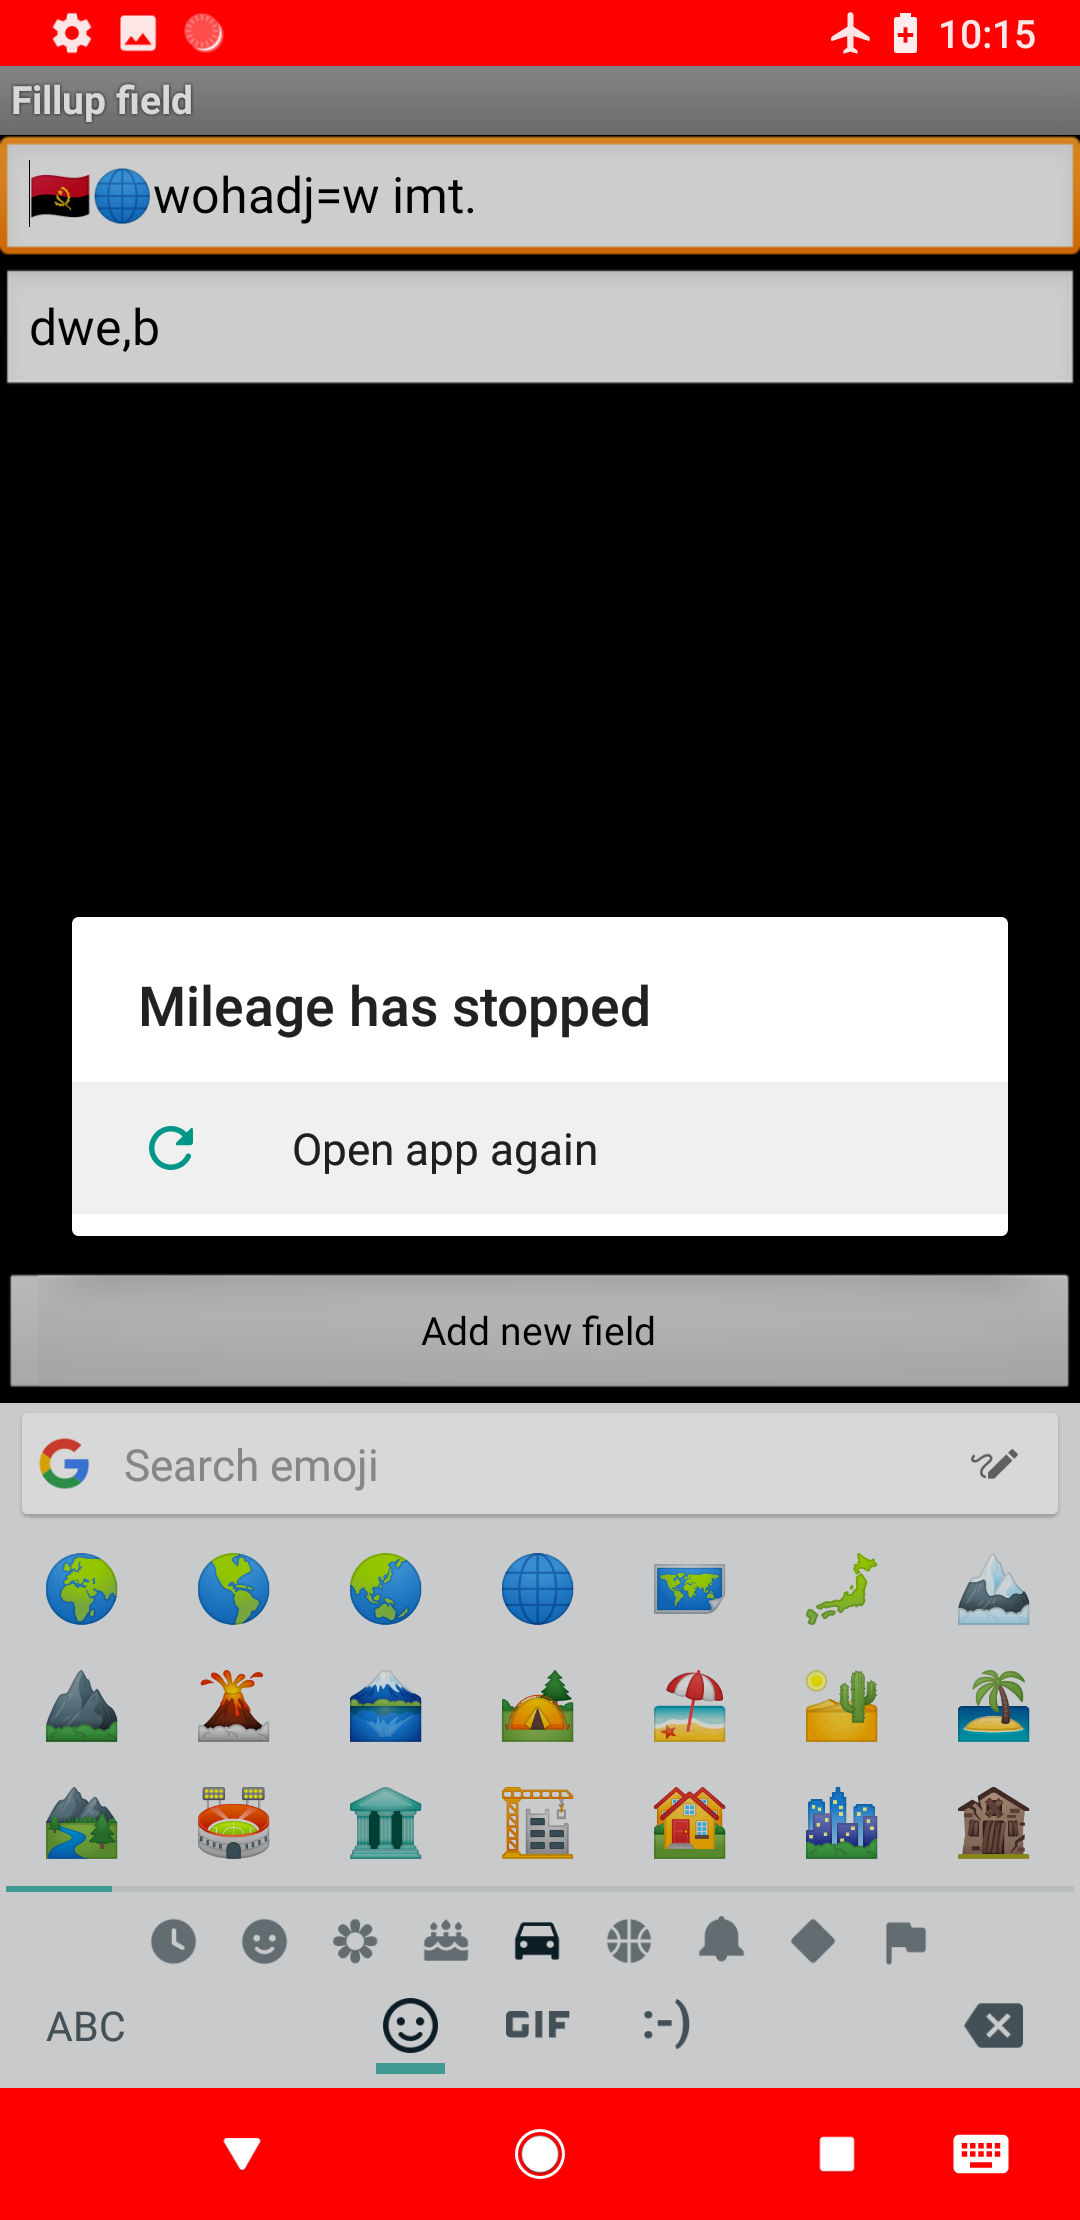 10:15
Fillup field
🇦🇴🌐wohadj=w imt.
dwe,b
Mileage has stopped
Open app again
Add new field
Search emoji
ABC
GIF
:-)